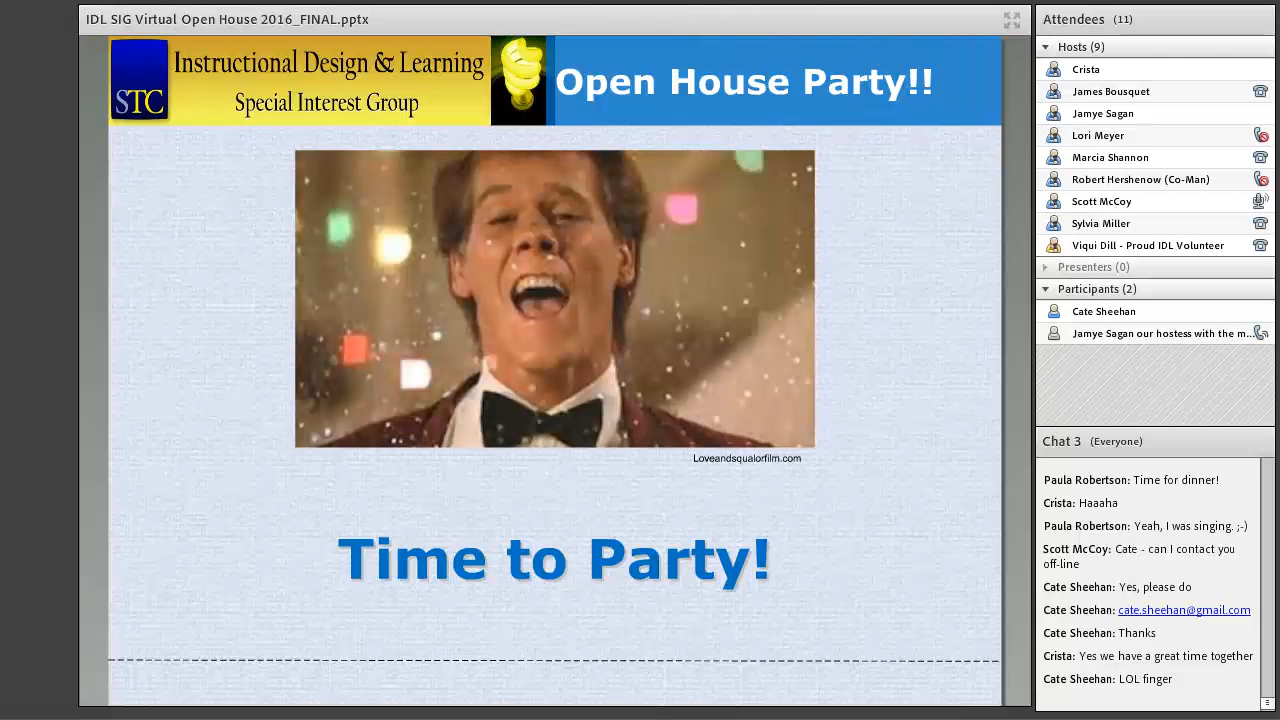 IDL SIG Virtual Open House 2016_FINAL.pptx
STC
Instructional Design & Learning
Special Interest Group
Open House Party!!
Loveandsqualorfilm.com
Time to Party!
Attendees (11)
Hosts (9)
Crista
James Bousquet
Jamye Sagan
Lori Meyer
Marcia Shannon
Robert Hershenow (Co-Man)
Scott McCoy
Sylvia Miller
Viqui Dill - Proud IDL Volunteer
Presenters (0)
Participants (2)
Cate Sheehan
Jamye Sagan our hostess with the m...
Chat 3 (Everyone)
Paula Robertson: Time for dinner!
Crista: Haaaha
Paula Robertson: Yeah, I was singing. ;-)
Scott McCoy: Cate - can I contact you
off-line
Cate Sheehan: Yes, please do
Cate Sheehan: cate.sheehan@gmail.com
Cate Sheehan: Thanks
Crista: Yes we have a great time together
Cate Sheehan: LOL finger